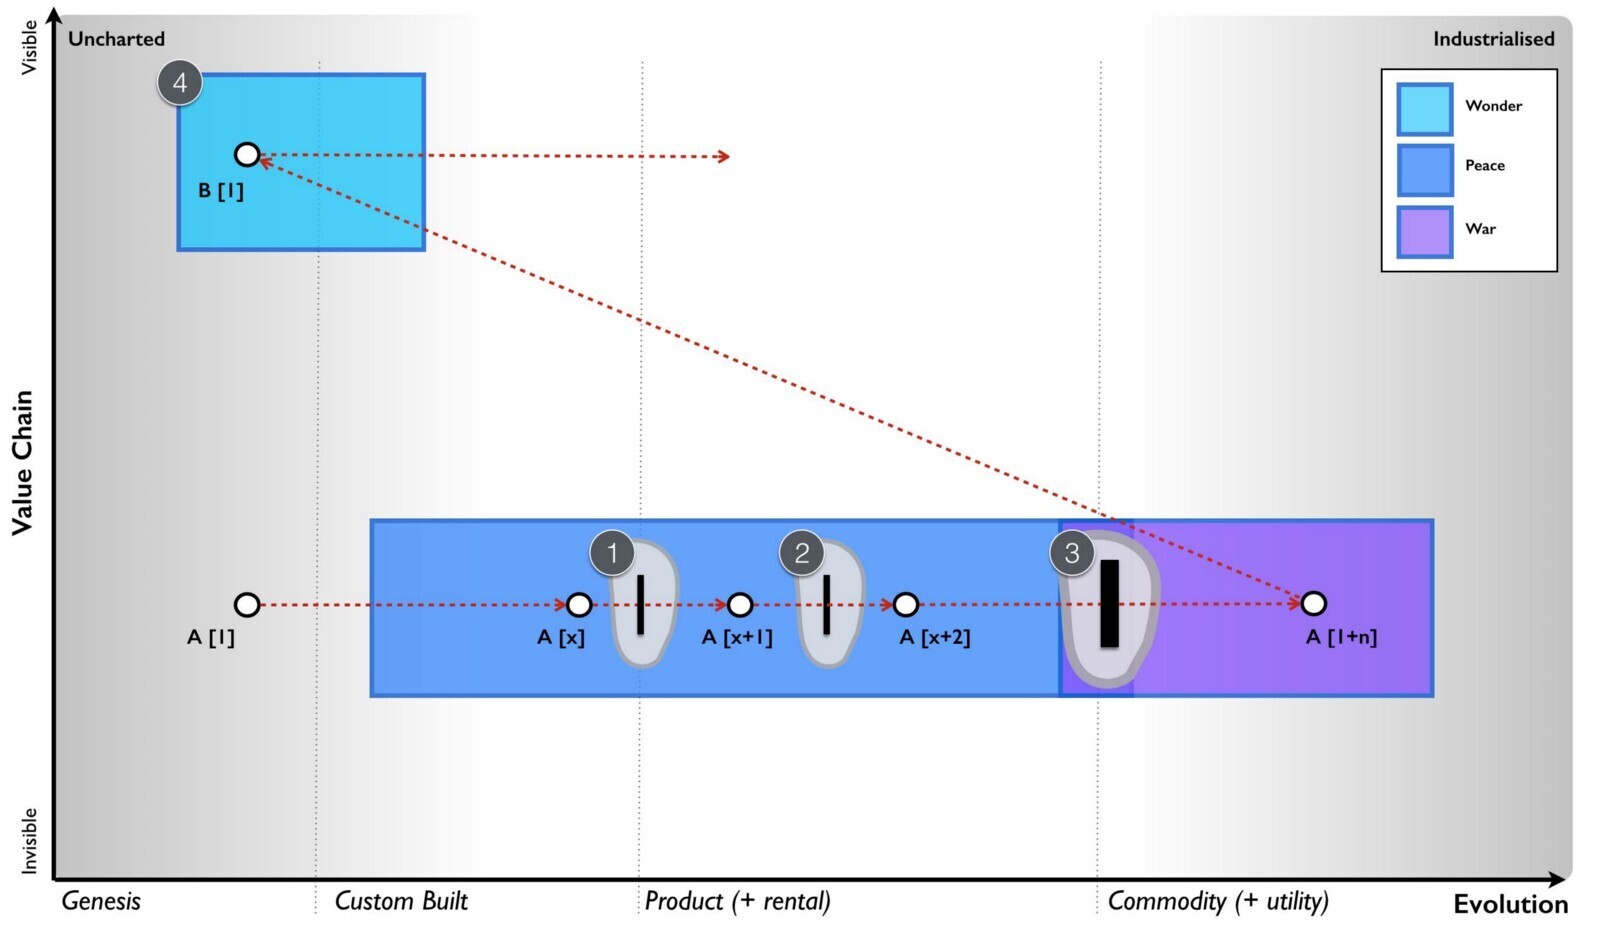 Visible
Uncharted
Industrialised
4
Wonder
Peace
War
B [1]
Value Chain
1
2
3
A [1]
A [x]
A [x+1]
A [x+2]
A [1+n]
Invisible
Genesis
Custom Built
Product (+ rental)
Commodity (+ utility)
Evolution